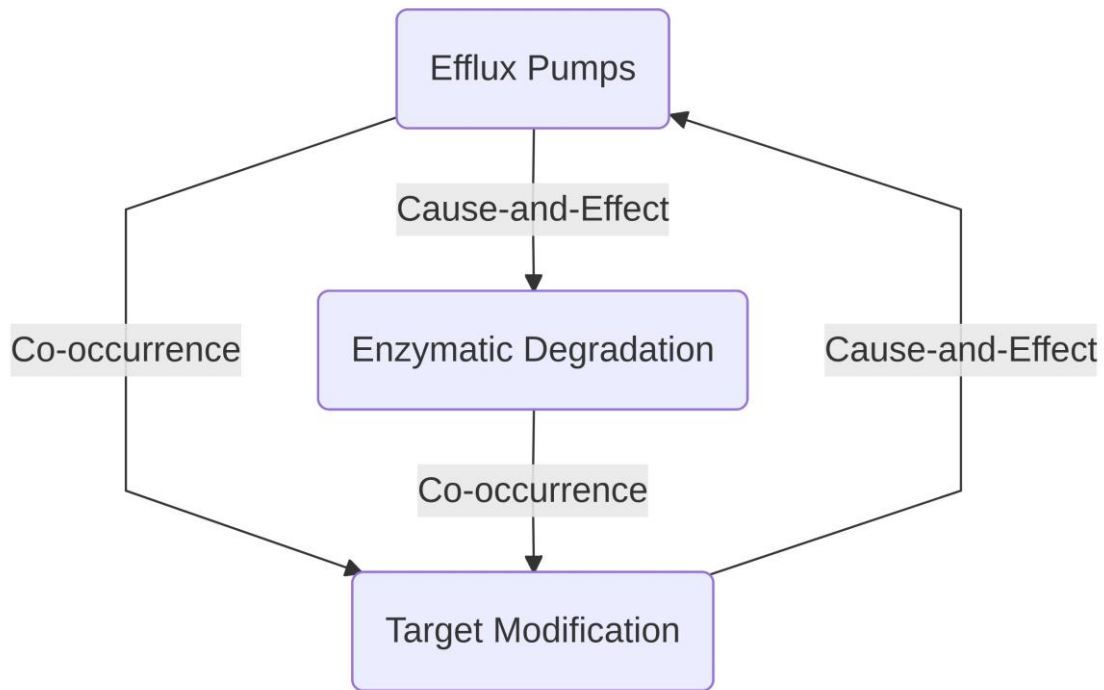 Efflux Pumps
Cause-and-Effect
Enzymatic Degradation
Co-occurrence
Cause-and-Effect
Co-occurrence
Target Modification